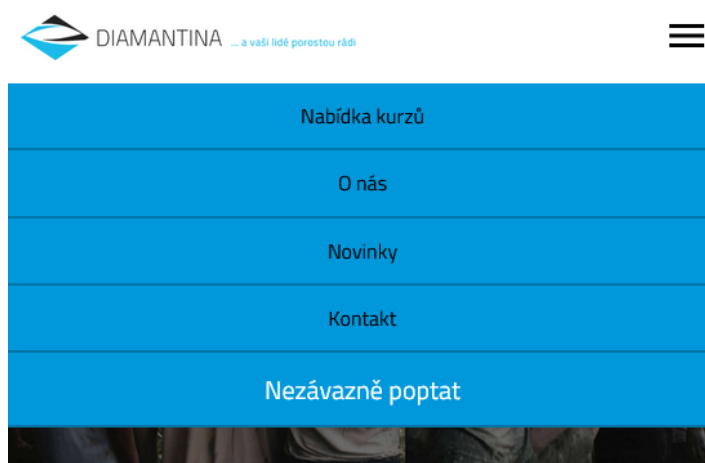 DIAMANTINA ... a vaši lidé porostou rádi
Nabídka kurzů
O nás
Novinky
Kontakt
Nezávazně poptat